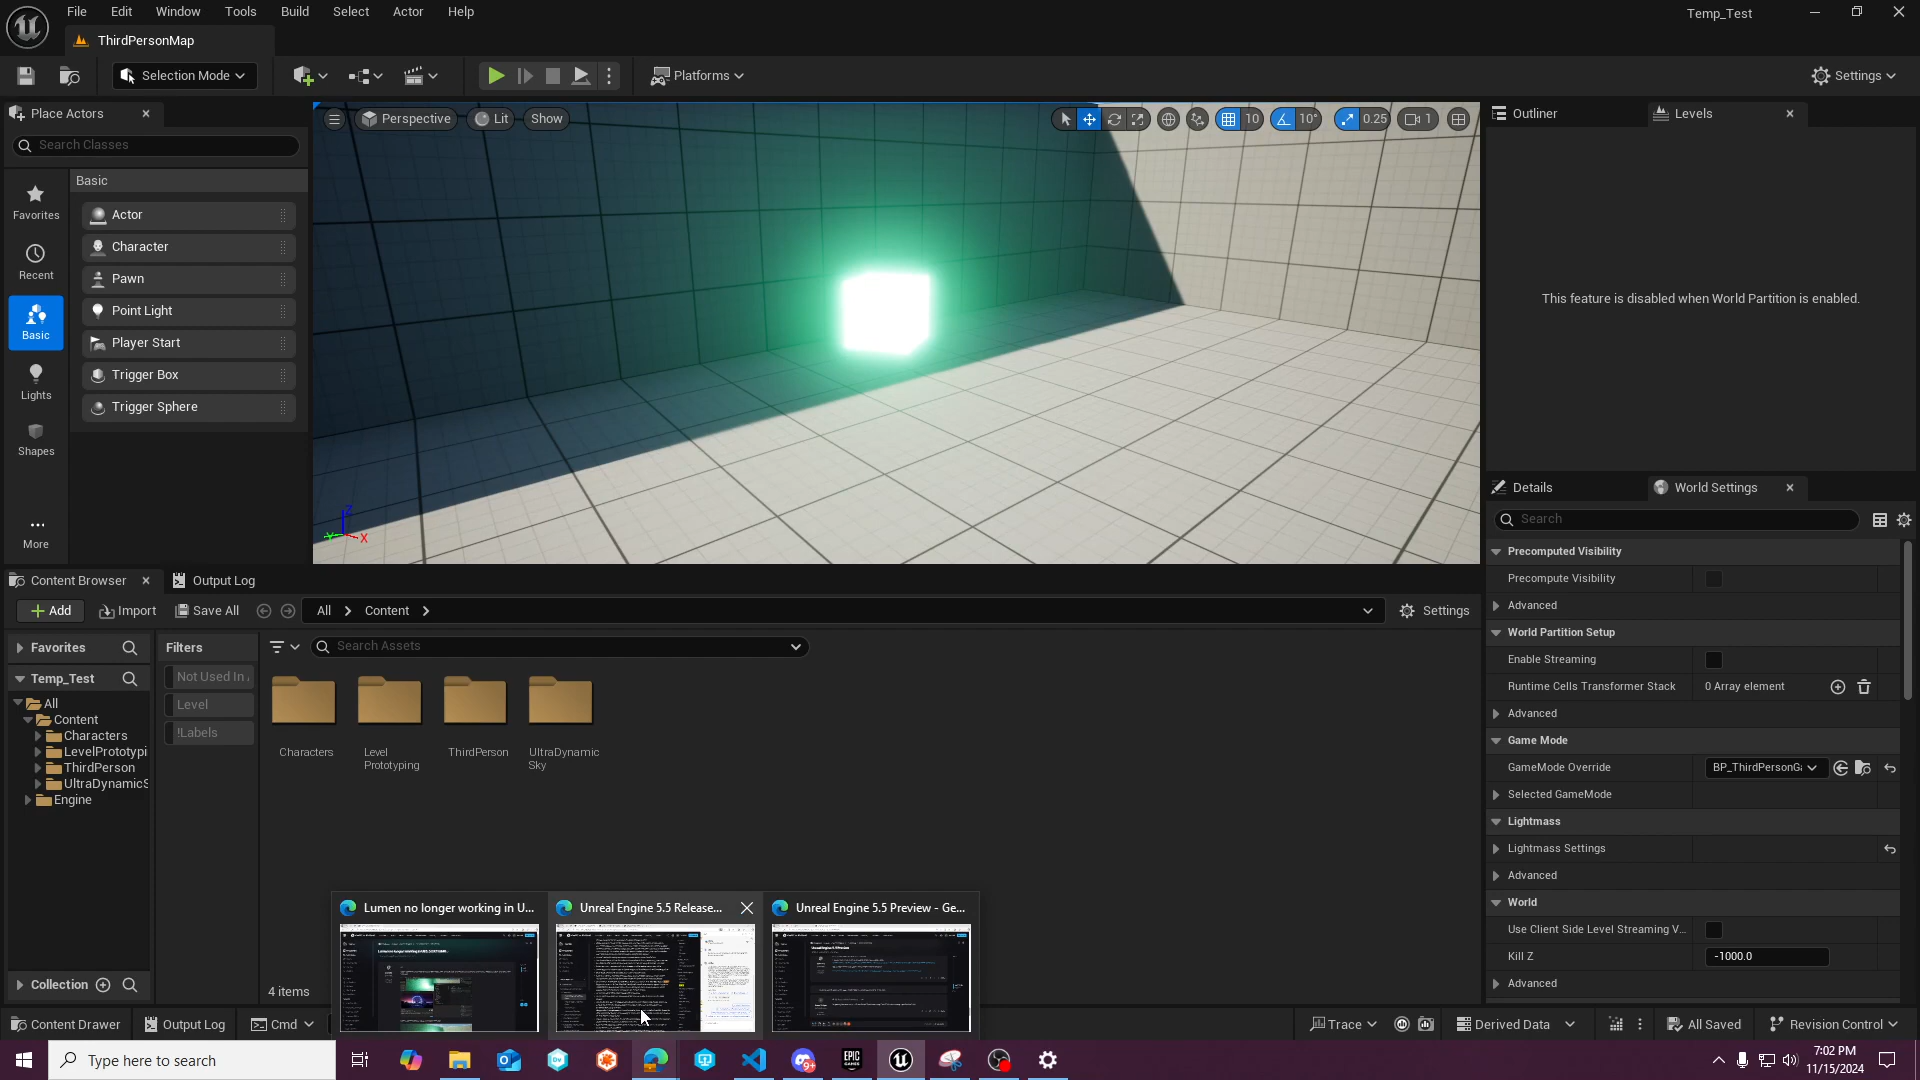 File Edit Window Tools Build Select Actor Help
Temp_Test
ThirdPersonMap
Selection Mode
Platforms
Settings
Place Actors
Search Classes
Basic
Favorites
Recent
Basic
Lights
Shapes
More
Actor
Character
Pawn
Point Light
Player Start
Trigger Box
Trigger Sphere
Perspective Lit Show
10 10° 0.25 1
Z
Y X
Outliner Levels
This feature is disabled when World Partition is enabled.
Details World Settings
Search
Precomputed Visibility
Precompute Visibility
Advanced
World Partition Setup
Enable Streaming
Runtime Cells Transformer Stack 0 Array element
Advanced
Game Mode
GameMode Override BP_ThirdPersonGa
Selected GameMode
Lightmass
Lightmass Settings
Advanced
World
Use Client Side Level Streaming V...
Kill Z -1000.0
Advanced
Content Browser Output Log
Add Import Save All All Content Settings
Favorites
Temp_Test
All
Content
Characters
LevelPrototypi
ThirdPerson
UltraDynamicS
Engine
Collection
Filters
Not Used In
Level
!Labels
Search Assets
Characters
Level Prototyping
ThirdPerson
UltraDynamic Sky
4 items
Lumen no longer working in U...
Unreal Engine 5.5 Release...
Unreal Engine 5.5 Preview - Ge...
Content Drawer Output Log Cmd
Trace Derived Data All Saved Revision Control
Type here to search
9+
EPIC GAMES
7:02 PM
11/15/2024